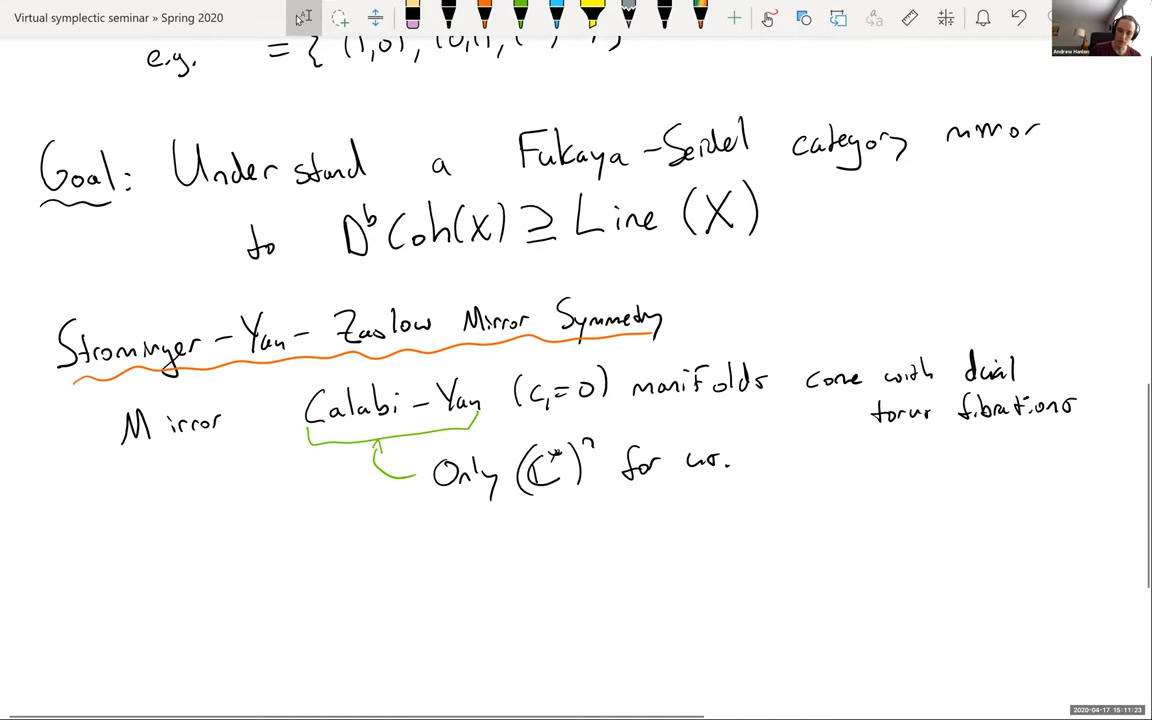 Virtual symplectic seminar » Spring 2020
Andrew Hanlon
e.g. = { (1,0), (0,1),
Goal: Understand a Fukaya-Seidel category mirror
to D^b Coh(X) ⊇ Line (X)
Strominger-Yau-Zaslow Mirror Symmetry
Mirror Calabi-Yau (c₁=0) manifolds come with dual
torus fibrations
Only (ℂ*)ⁿ for us.
2020-04-17 15:11:23